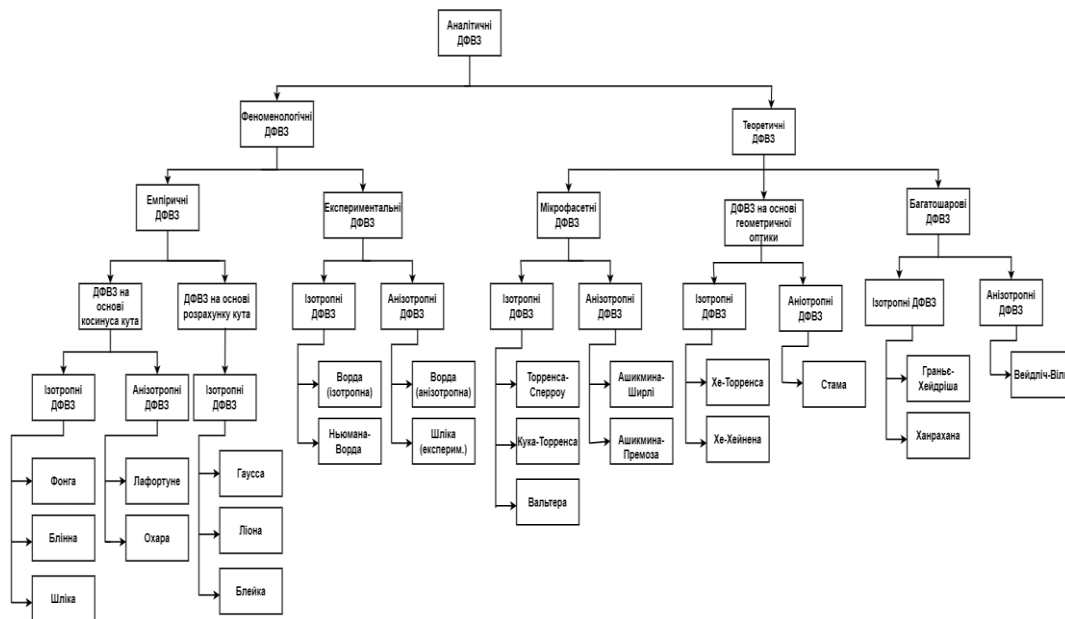 Аналітичні
ДФВЗ
Феноменологічні
ДФВЗ
Теоретичні
ДФВЗ
Емпіричні
ДФВЗ
Експериментальні
ДФВЗ
Мікрофасетні
ДФВЗ
ДФВЗ на основі
геометричної
оптики
Багатошарові
ДФВЗ
ДФВЗ на
основі
косинуса кута
ДФВЗ на основі
розрахунку кута
Ізотропні
ДФВЗ
Анізотропні
ДФВЗ
Ізотропні
ДФВЗ
Анізотропні
ДФВЗ
Ізотропні
ДФВЗ
Аніотропні
ДФВЗ
Ізотропні ДФВЗ
Анізотропні
ДФВЗ
Ізотропні
ДФВЗ
Анізотропні
ДФВЗ
Ізотропні
ДФВЗ
Ворда
(ізотропна)
Ворда
(анізотропна)
Торренса-
Сперроу
Ашикмина-
Ширлі
Хе-Торренса
Стама
Граньє-
Хейдріша
Вейдліч-Вілкі
Ньюмана-
Ворда
Шліка
(експерим.)
Кука-Торренса
Ашикмина-
Премоза
Хе-Хейнена
Ханрахана
Вальтера
Фонга
Лафортуне
Гаусса
Блінна
Охара
Ліона
Шліка
Блейка